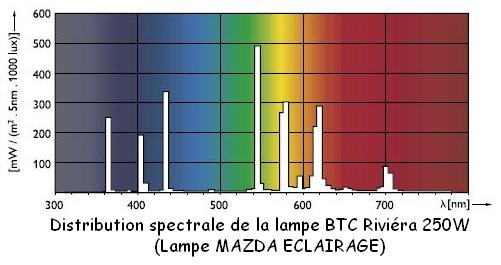 600
500
400
300
200
100
[mW / (m² . 5nm . 1000 lux)]
300 400 500 600 700 λ[nm]
Distribution spectrale de la lampe BTC Riviéra 250W
(Lampe MAZDA ECLAIRAGE)